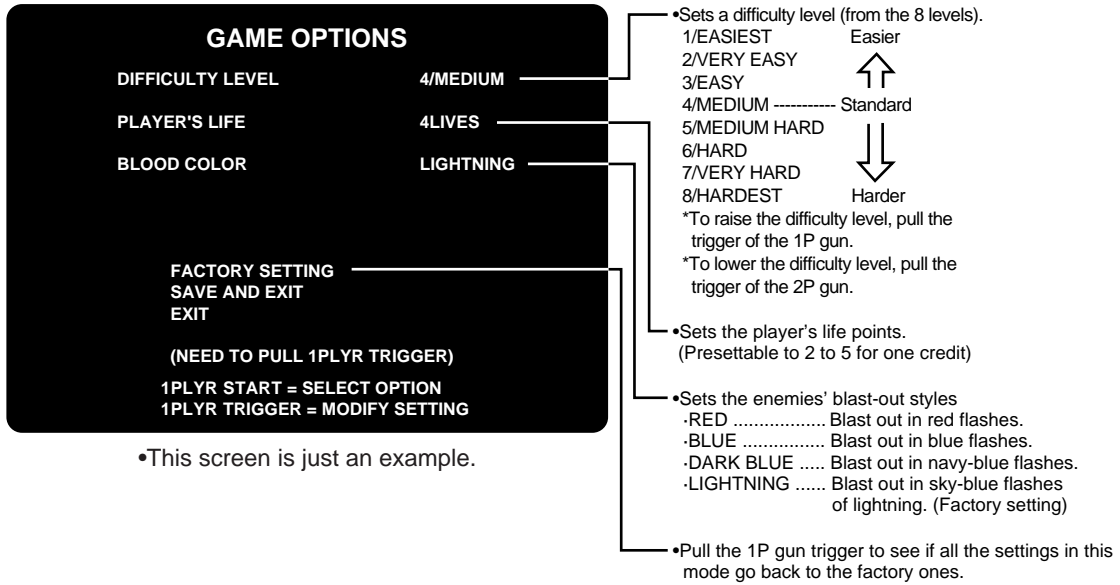 GAME OPTIONS
DIFFICULTY LEVEL 4/MEDIUM
PLAYER'S LIFE 4LIVES
BLOOD COLOR LIGHTNING
FACTORY SETTING
SAVE AND EXIT
EXIT
(NEED TO PULL 1PLYR TRIGGER)
1PLYR START = SELECT OPTION
1PLYR TRIGGER = MODIFY SETTING
•This screen is just an example.
•Sets a difficulty level (from the 8 levels).
1/EASIEST Easier
2/VERY EASY
3/EASY
4/MEDIUM ----------- Standard
5/MEDIUM HARD
6/HARD
7/VERY HARD
8/HARDEST Harder
*To raise the difficulty level, pull the
trigger of the 1P gun.
*To lower the difficulty level, pull the
trigger of the 2P gun.
•Sets the player’s life points.
(Presettable to 2 to 5 for one credit)
•Sets the enemies’ blast-out styles
·RED .................. Blast out in red flashes.
·BLUE ................ Blast out in blue flashes.
·DARK BLUE ..... Blast out in navy-blue flashes.
·LIGHTNING ...... Blast out in sky-blue flashes
of lightning. (Factory setting)
•Pull the 1P gun trigger to see if all the settings in this
mode go back to the factory ones.